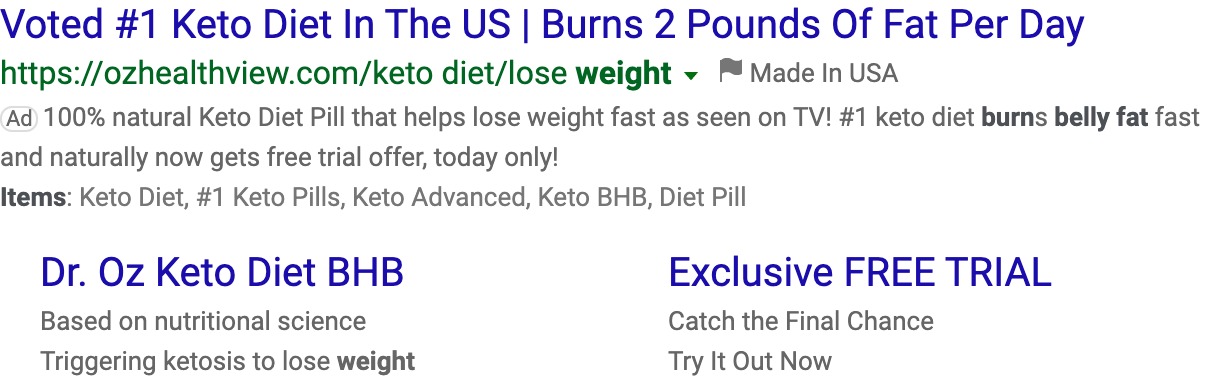 Voted #1 Keto Diet In The US | Burns 2 Pounds Of Fat Per Day
https://ozhealthview.com/keto diet/lose weight Made In USA
Ad 100% natural Keto Diet Pill that helps lose weight fast as seen on TV! #1 keto diet burns belly fat fast
and naturally now gets free trial offer, today only!
Items: Keto Diet, #1 Keto Pills, Keto Advanced, Keto BHB, Diet Pill
Dr. Oz Keto Diet BHB
Based on nutritional science
Triggering ketosis to lose weight
Exclusive FREE TRIAL
Catch the Final Chance
Try It Out Now